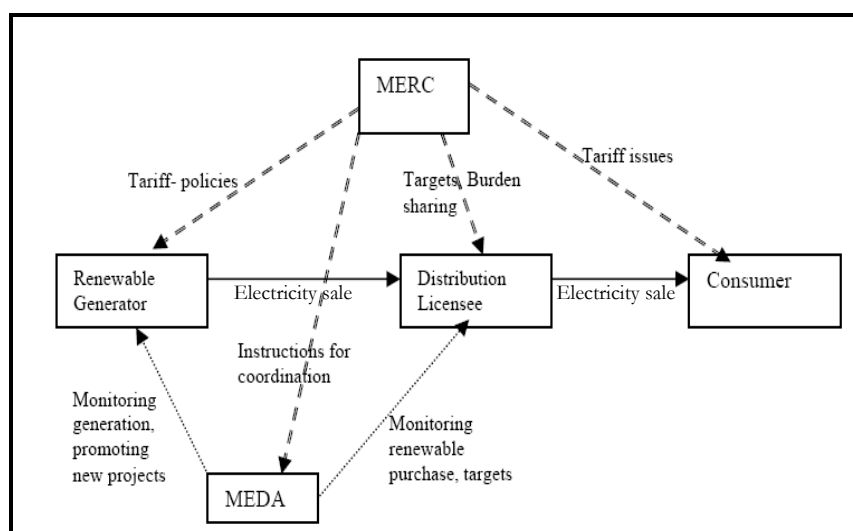 MERC
Tariff- policies
Targets, Burden
sharing
Tariff issues
Renewable
Generator
Electricity sale
Distribution
Licensee
Electricity sale
Consumer
Instructions for
coordination
Monitoring
generation,
promoting
new projects
Monitoring
renewable
purchase, targets
MEDA